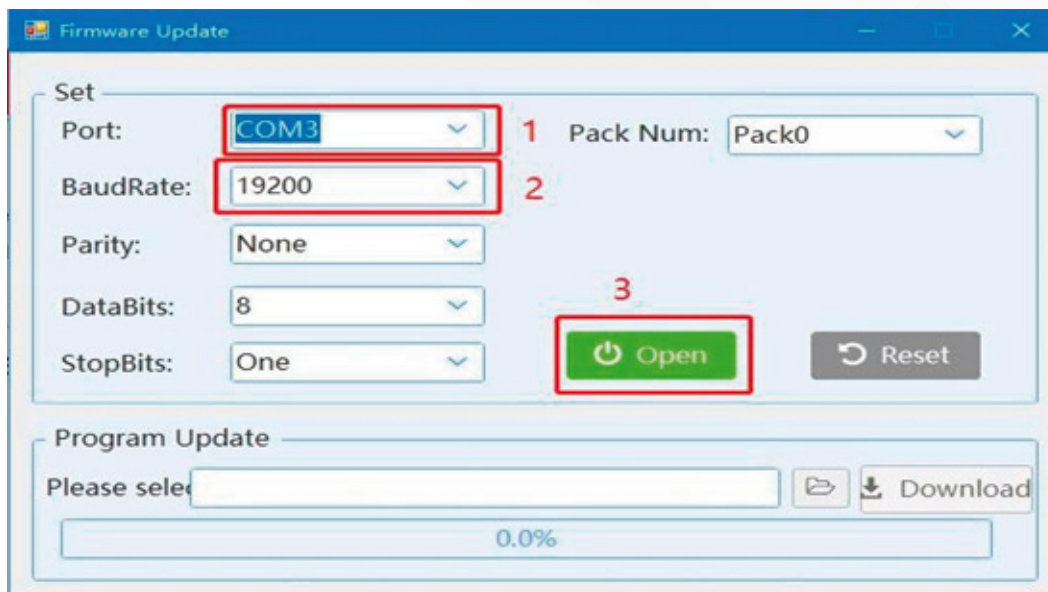 Firmware Update
Set
Port: COM3 1 Pack Num: Pack0
BaudRate: 19200 2
Parity: None
3
DataBits: 8
StopBits: One Open Reset
Program Update
Please selec Download
0.0%